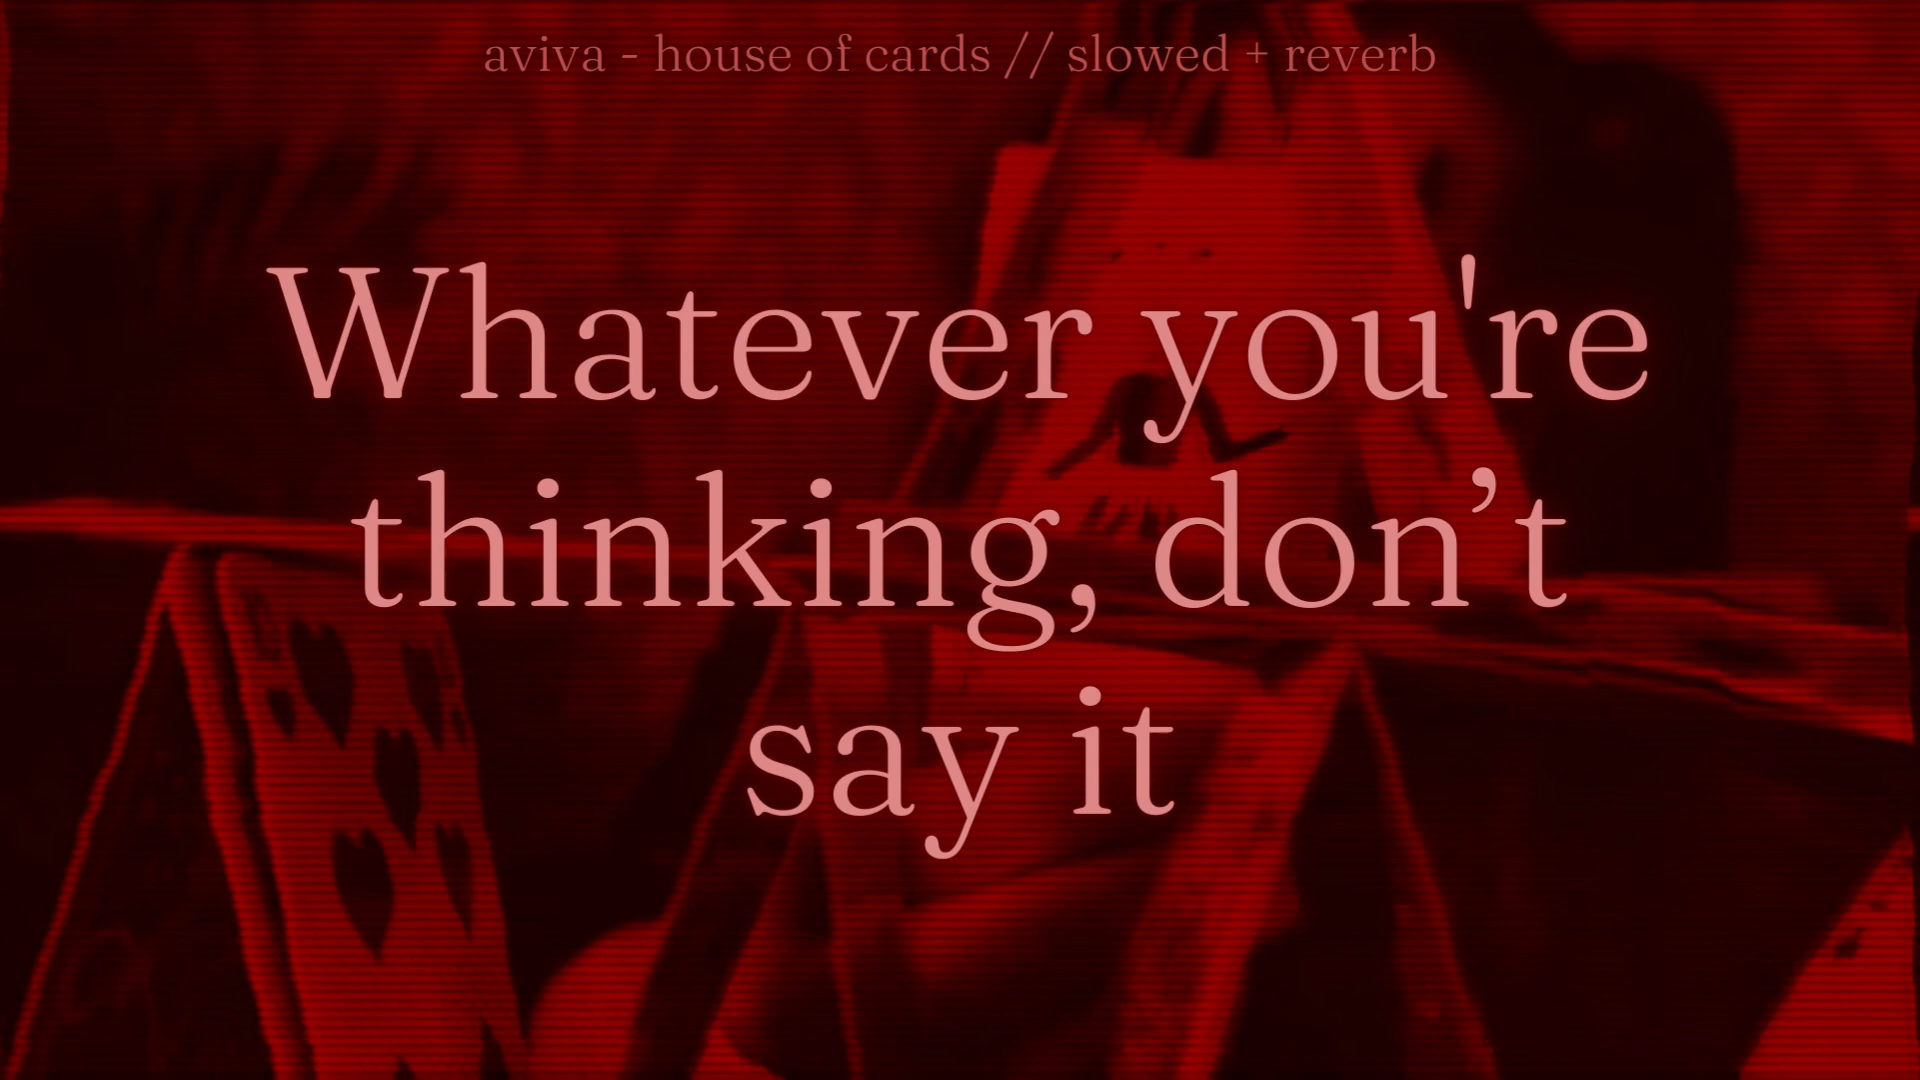 aviva - house of cards // slowed + reverb
Whatever you're
thinking, don’t
say it